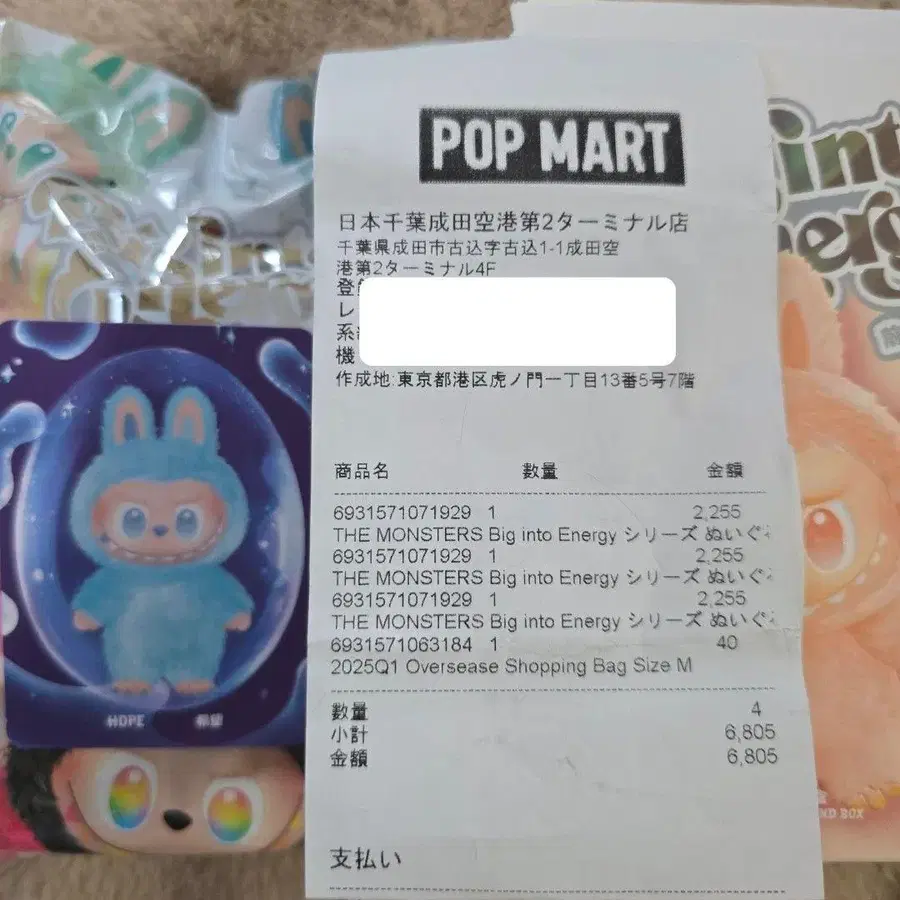 POP MART
日本千葉成田空港第2ターミナル店
千葉県成田市古込字古込1-1成田空
港第2ターミナル4F
登
レ
系
機
作成地:東京都港区虎ノ門一丁目13番5号7階
商品名 数量 金額
6931571071929 1 2,255
THE MONSTERS Big into Energy シリーズ ぬいぐ
6931571071929 1 2,255
THE MONSTERS Big into Energy シリーズ ぬいぐ
6931571071929 1 2,255
THE MONSTERS Big into Energy シリーズ ぬいぐ
6931571063184 1 40
2025Q1 Oversease Shopping Bag Size M
数量 4
小計 6,805
金額 6,805
支払い
HOPE 希望
int
erg
BOX